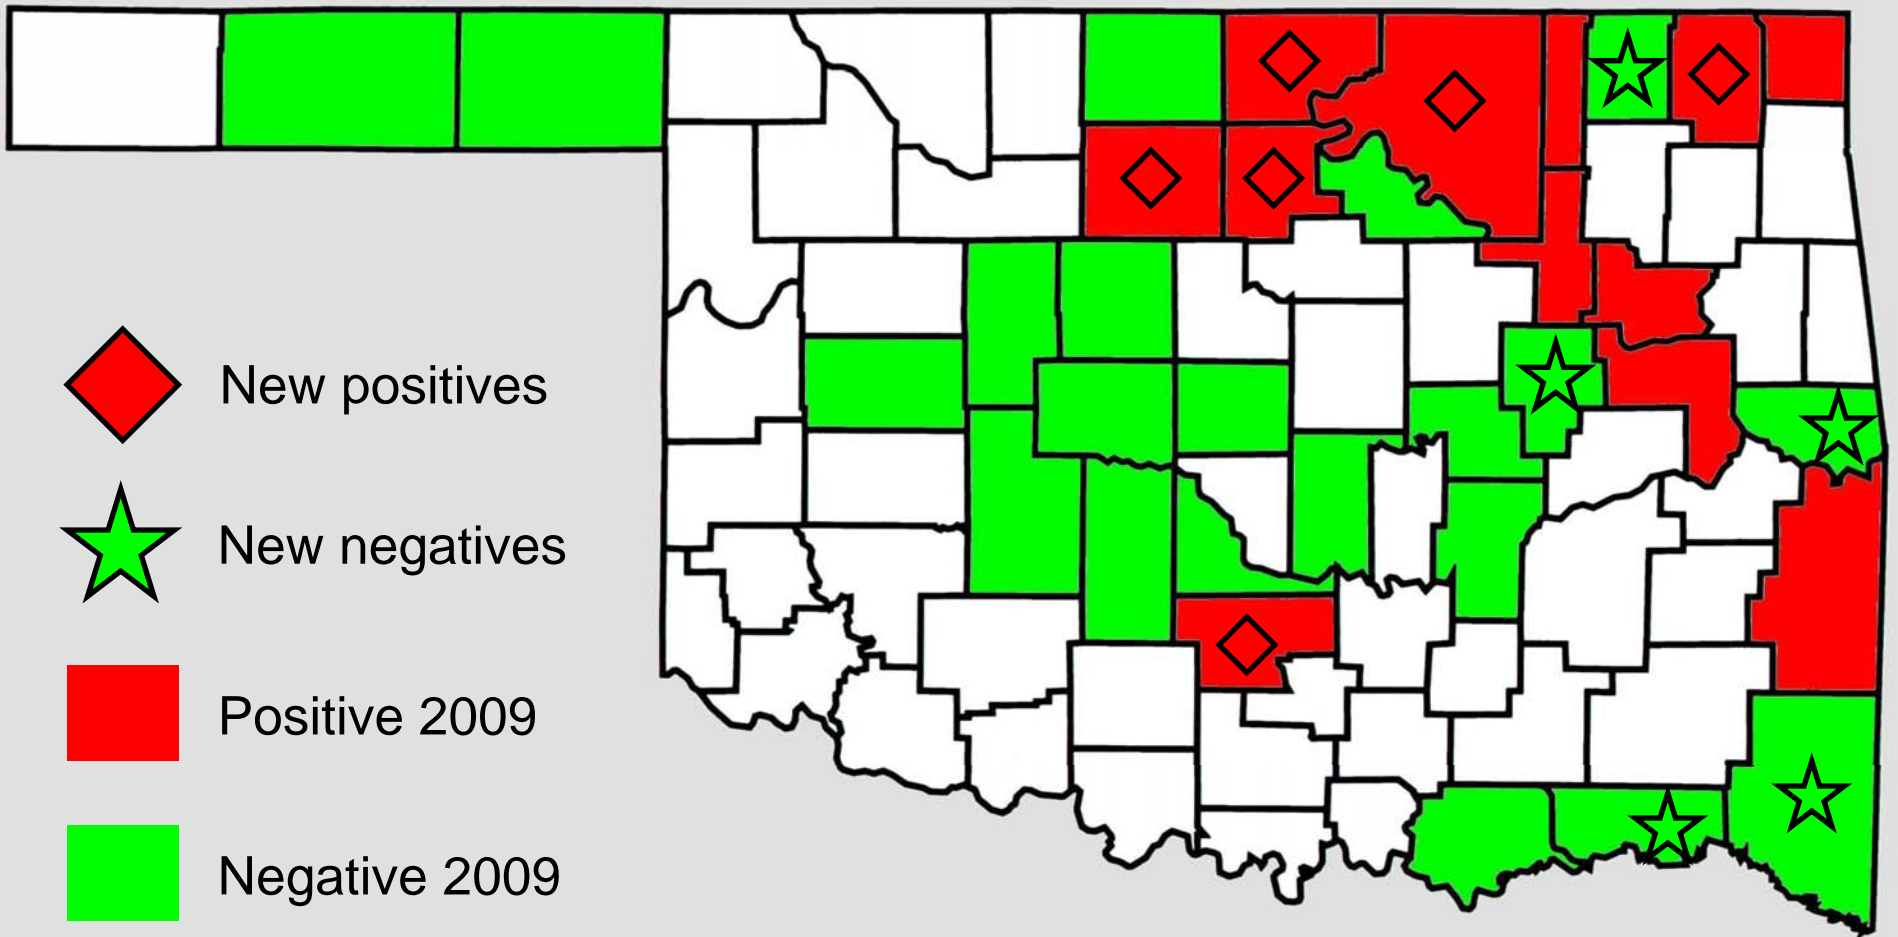 New positives
New negatives
Positive 2009
Negative 2009